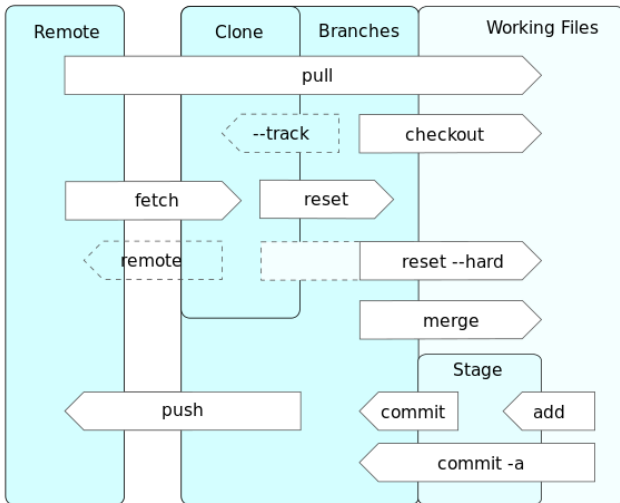 Remote
Clone
Branches
Working Files
pull
--track
checkout
fetch
reset
remote
reset --hard
merge
Stage
push
commit
add
commit -a